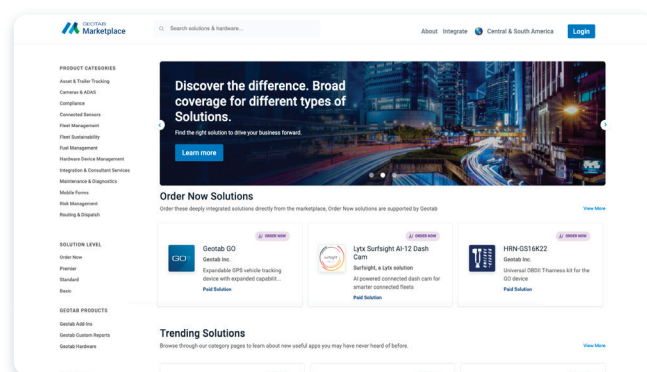 GEOTAB
Marketplace
Search solutions & hardware...
About Integrate Central & South America Login
PRODUCT CATEGORIES
Asset & Trailer Tracking
Cameras & ADAS
Compliance
Connected Sensors
Fleet Management
Fleet Sustainability
Fuel Management
Hardware Device Management
Integration & Consultant Services
Maintenance & Diagnostics
Mobile Forms
Risk Management
Routing & Dispatch
SOLUTION LEVEL
Order Now
Premier
Standard
Basic
GEOTAB PRODUCTS
Geotab Add-Ins
Geotab Custom Reports
Geotab Hardware
Discover the difference. Broad
coverage for different types of
Solutions.
Find the right solution to drive your business forward.
Learn more
Order Now Solutions
Order these deeply integrated solutions directly from the marketplace, Order Now solutions are supported by Geotab
View More
ORDER NOW
GO
Geotab GO
Geotab Inc.
Expandable GPS vehicle tracking
device with expanded capabilit...
Paid Solution
ORDER NOW
surfsight
Lytx Surfsight AI-12 Dash
Cam
Surfsight, a Lytx solution
AI powered connected dash cam for
smarter connected fleets
Paid Solution
ORDER NOW
HRN-GS16K22
Geotab Inc.
Universal OBDII T-harness kit for the
GO device
Paid Solution
Trending Solutions
Browse through our category pages to learn about new useful apps you may have never heard of before.
View More